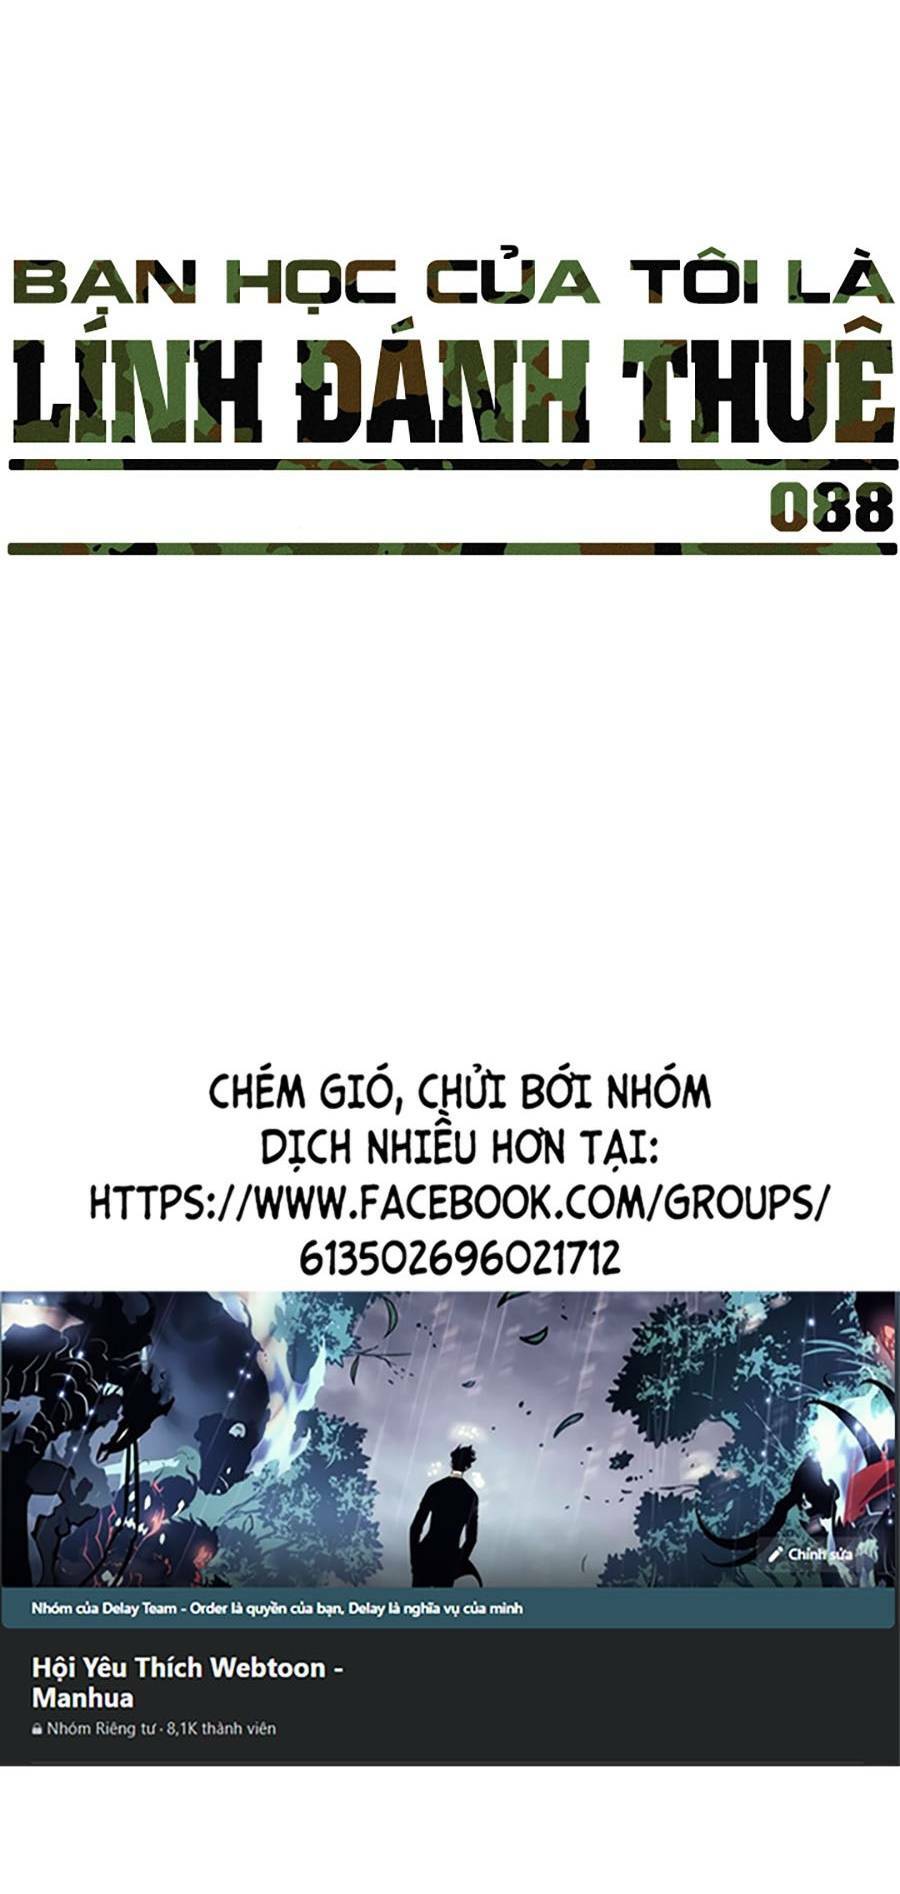 BẠN HỌC CỦA TÔI LÀ
LÍNH ĐÁNH THUÊ
088
CHÉM GIÓ, CHỬI BỚI NHÓM
DỊCH NHIỀU HƠN TẠI:
HTTPS://WWW.FACEBOOK.COM/GROUPS/
613502696021712
Chỉnh sửa
Nhóm của Delay Team - Order là quyền của bạn, Delay là nghĩa vụ của mình
Hội Yêu Thích Webtoon -
Manhua
Nhóm Riêng tư · 8,1K thành viên